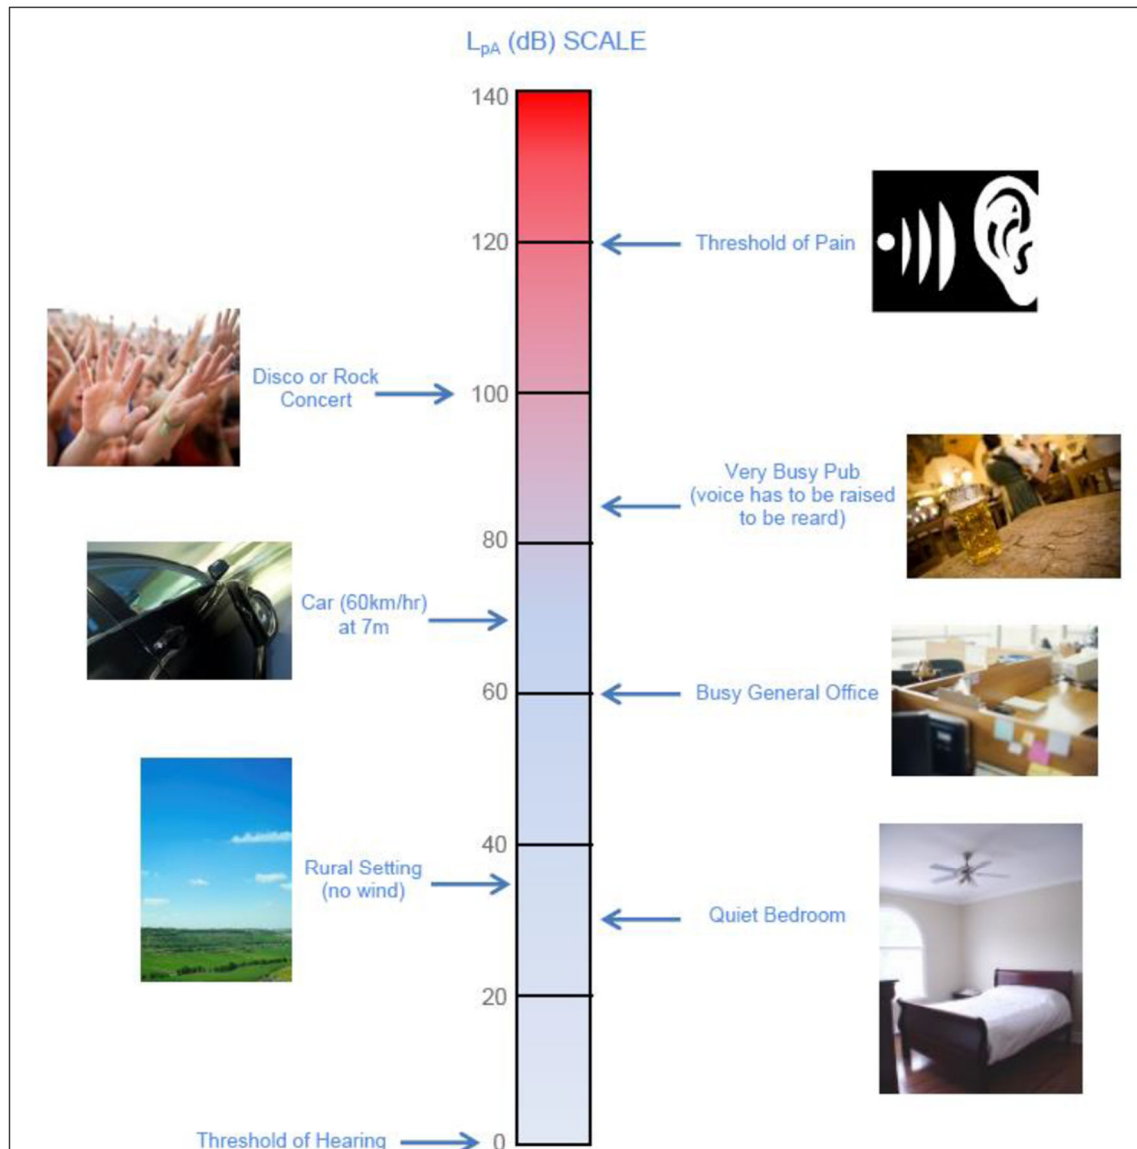 LpA (dB) SCALE
140
120
Threshold of Pain
Disco or Rock
Concert
100
Very Busy Pub
(voice has to be raised
to be reard)
80
Car (60km/hr)
at 7m
60
Busy General Office
40
Rural Setting
(no wind)
Quiet Bedroom
20
Threshold of Hearing
0